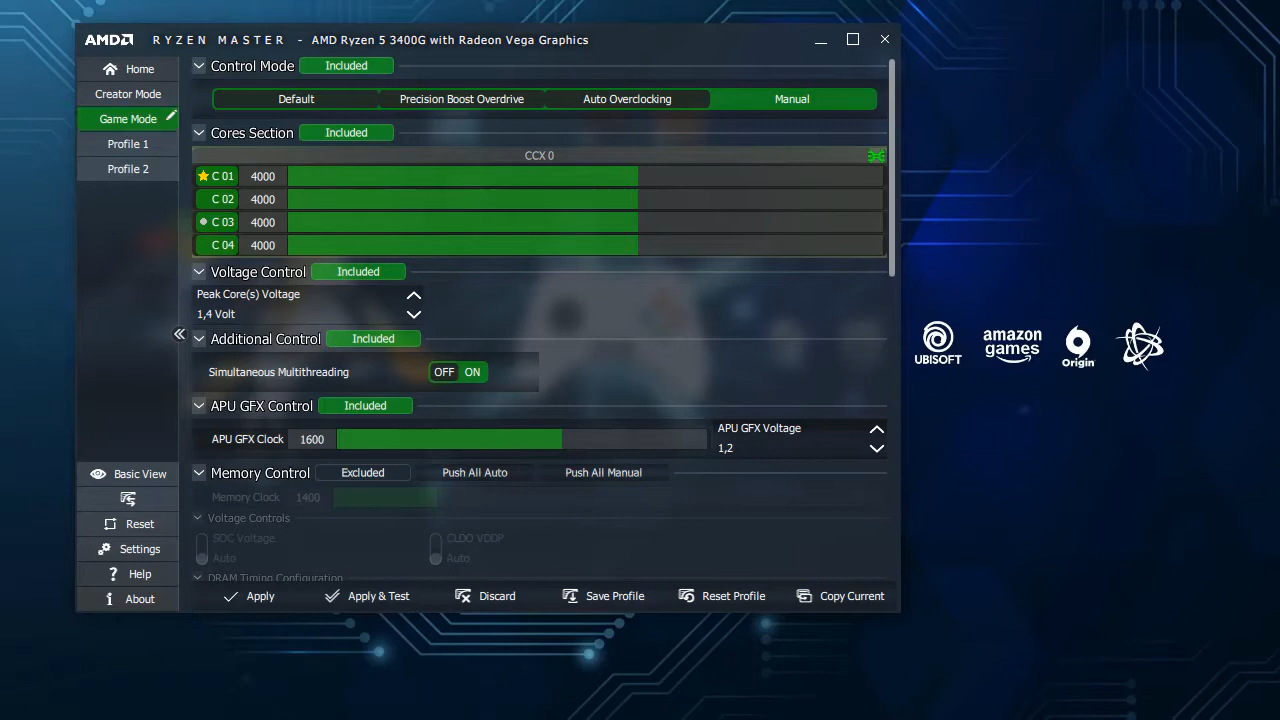 AMD RYZEN MASTER - AMD Ryzen 5 3400G with Radeon Vega Graphics
Home
Creator Mode
Game Mode
Profile 1
Profile 2
Basic View
Reset
Settings
Help
About
Control Mode Included
Default Precision Boost Overdrive Auto Overclocking Manual
Cores Section Included
CCX 0
C 01 4000
C 02 4000
C 03 4000
C 04 4000
Voltage Control Included
Peak Core(s) Voltage
1,4 Volt
Additional Control Included
Simultaneous Multithreading OFF ON
APU GFX Control Included
APU GFX Clock 1600
APU GFX Voltage
1,2
Memory Control Excluded Push All Auto Push All Manual
Memory Clock 1400
Voltage Controls
SOC Voltage CLDO VDDP
Auto Auto
DRAM Timing Configuration
Apply Apply & Test Discard Save Profile Reset Profile Copy Current
UBISOFT
amazon
games
Origin